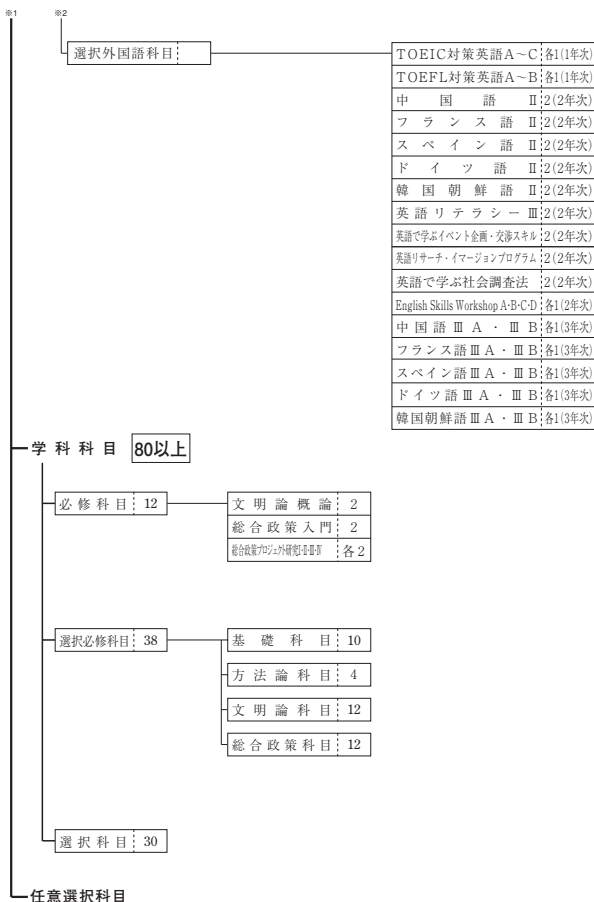 ※1 ※2
選択外国語科目
TOEIC対策英語A～C 各1(1年次)
TOEFL対策英語A～B 各1(1年次)
中国語Ⅱ 2(2年次)
フランス語Ⅱ 2(2年次)
スペイン語Ⅱ 2(2年次)
ドイツ語Ⅱ 2(2年次)
韓国朝鮮語Ⅱ 2(2年次)
英語リテラシーⅢ 2(2年次)
英語で学ぶイベント企画・交渉スキル 2(2年次)
英語リサーチ・イマージョンプログラム 2(2年次)
英語で学ぶ社会調査法 2(2年次)
English Skills Workshop A・B・C・D 各1(2年次)
中国語ⅢA・ⅢB 各1(3年次)
フランス語ⅢA・ⅢB 各1(3年次)
スペイン語ⅢA・ⅢB 各1(3年次)
ドイツ語ⅢA・ⅢB 各1(3年次)
韓国朝鮮語ⅢA・ⅢB 各1(3年次)
学科科目 80以上
必修科目 12
文明論概論 2
総合政策入門 2
総合政策プロジェクト研究Ⅰ・Ⅱ・Ⅲ・Ⅳ 各2
選択必修科目 38
基礎科目 10
方法論科目 4
文明論科目 12
総合政策科目 12
選択科目 30
任意選択科目